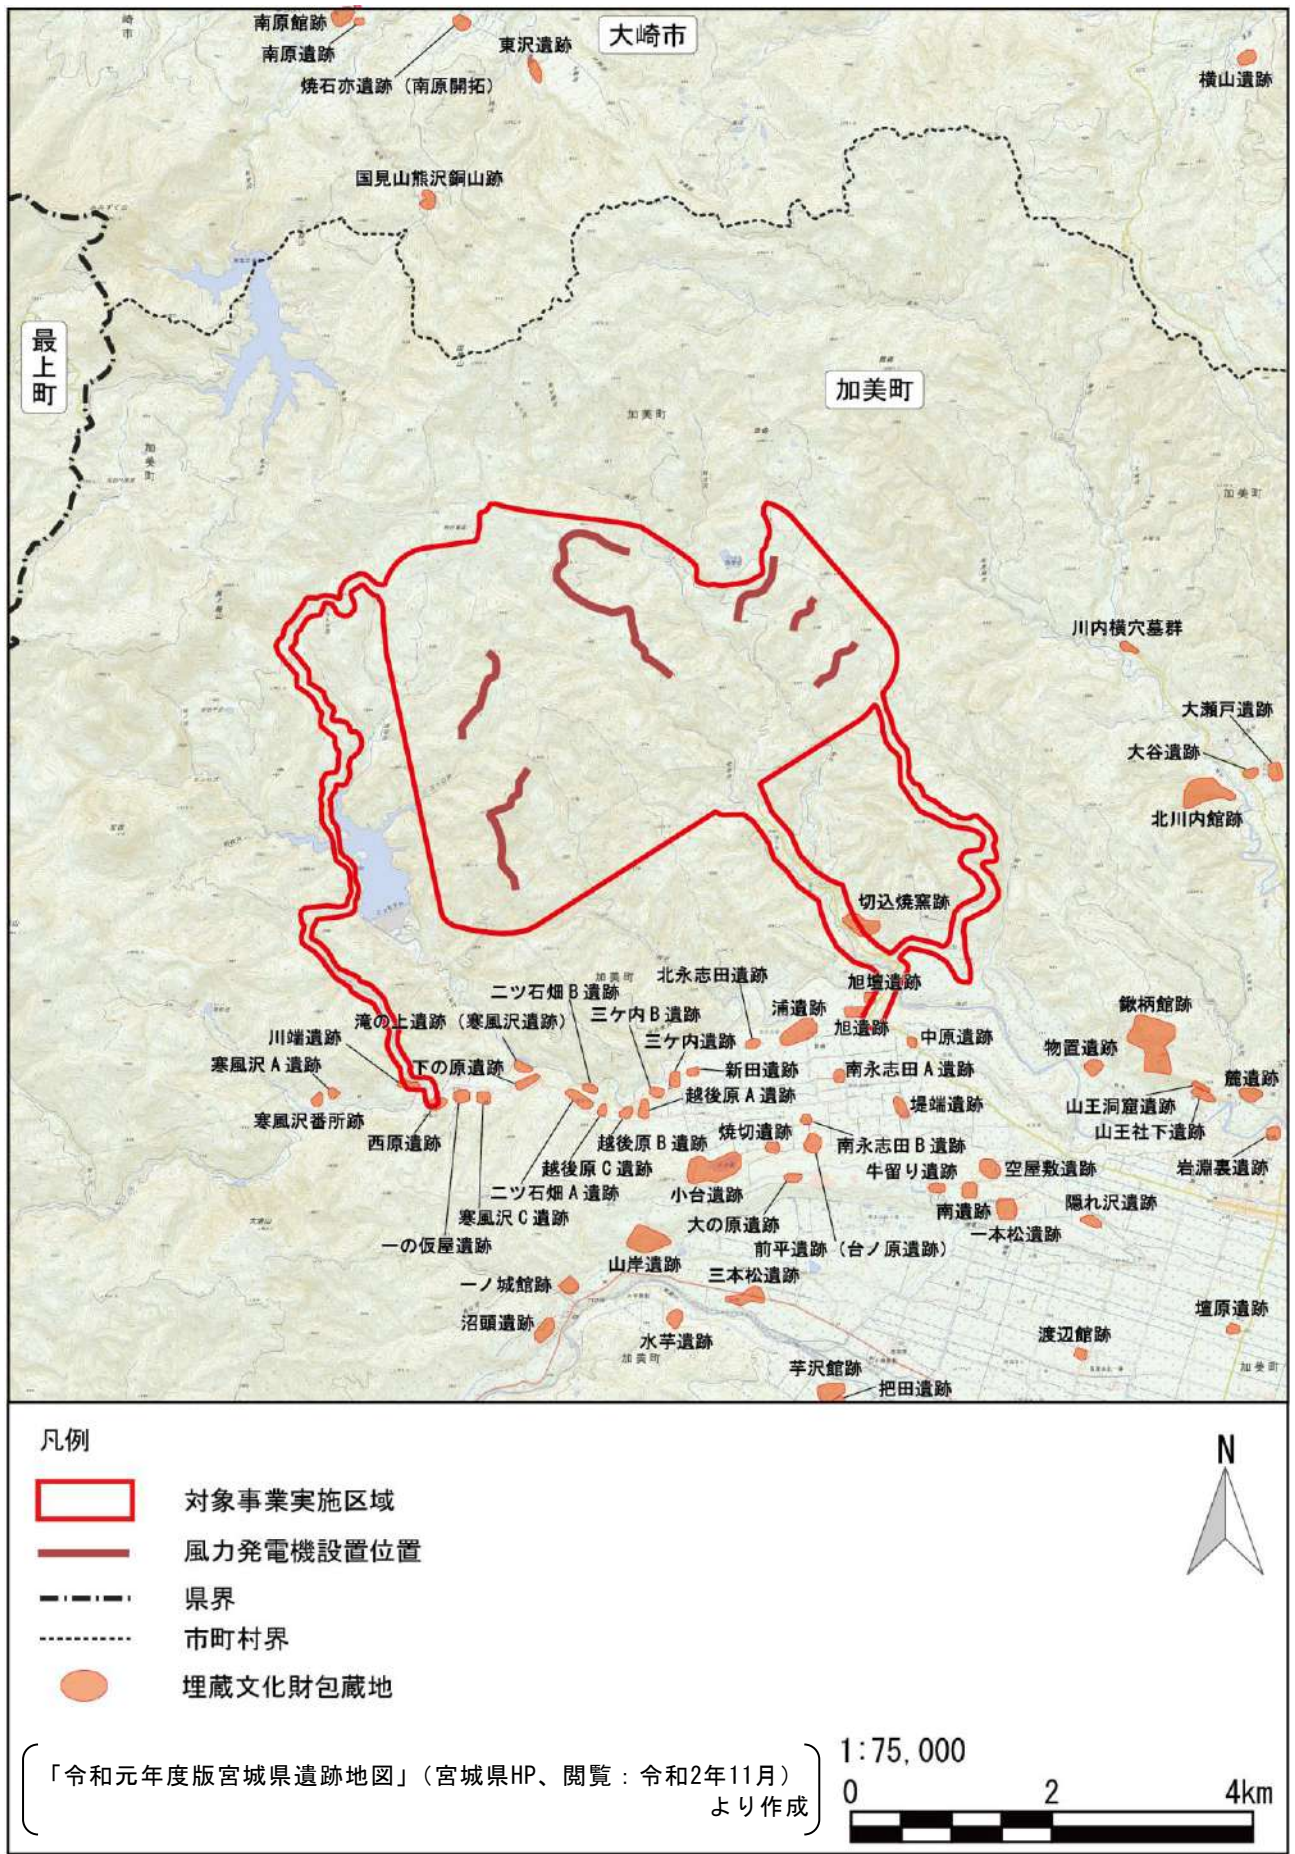 南原館跡
南原遺跡
焼石亦遺跡（南原開拓）
東沢遺跡
大崎市
横山遺跡
国見山熊沢銅山跡
最上町
加美町
加美町
加美町
加美町
川内横穴墓群
大瀬戸遺跡
大谷遺跡
北川内館跡
切込焼窯跡
加美町
北永志田遺跡
旭壇遺跡
二ツ石畑Ｂ遺跡
三ケ内Ｂ遺跡
浦遺跡
鍬柄館跡
滝の上遺跡（寒風沢遺跡）
川端遺跡
三ケ内遺跡
旭遺跡
中原遺跡
物置遺跡
寒風沢Ａ遺跡
下の原遺跡
新田遺跡
南永志田Ａ遺跡
麓遺跡
越後原Ａ遺跡
堤端遺跡
山王洞窟遺跡
寒風沢番所跡
山王社下遺跡
西原遺跡
越後原Ｂ遺跡
焼切遺跡
南永志田Ｂ遺跡
越後原Ｃ遺跡
牛留り遺跡
空屋敷遺跡
岩淵裏遺跡
二ツ石畑Ａ遺跡
小台遺跡
寒風沢Ｃ遺跡
大の原遺跡
南遺跡
隠れ沢遺跡
一本松遺跡
一の仮屋遺跡
前平遺跡（台ノ原遺跡）
山岸遺跡
三本松遺跡
一ノ城館跡
沼頭遺跡
水芋遺跡
壇原遺跡
渡辺館跡
加美町
加美町
芋沢館跡
把田遺跡
凡例
対象事業実施区域
風力発電機設置位置
県界
市町村界
埋蔵文化財包蔵地
N
「令和元年度版宮城県遺跡地図」（宮城県HP、閲覧：令和2年11月）
より作成
1:75,000
0 2 4km